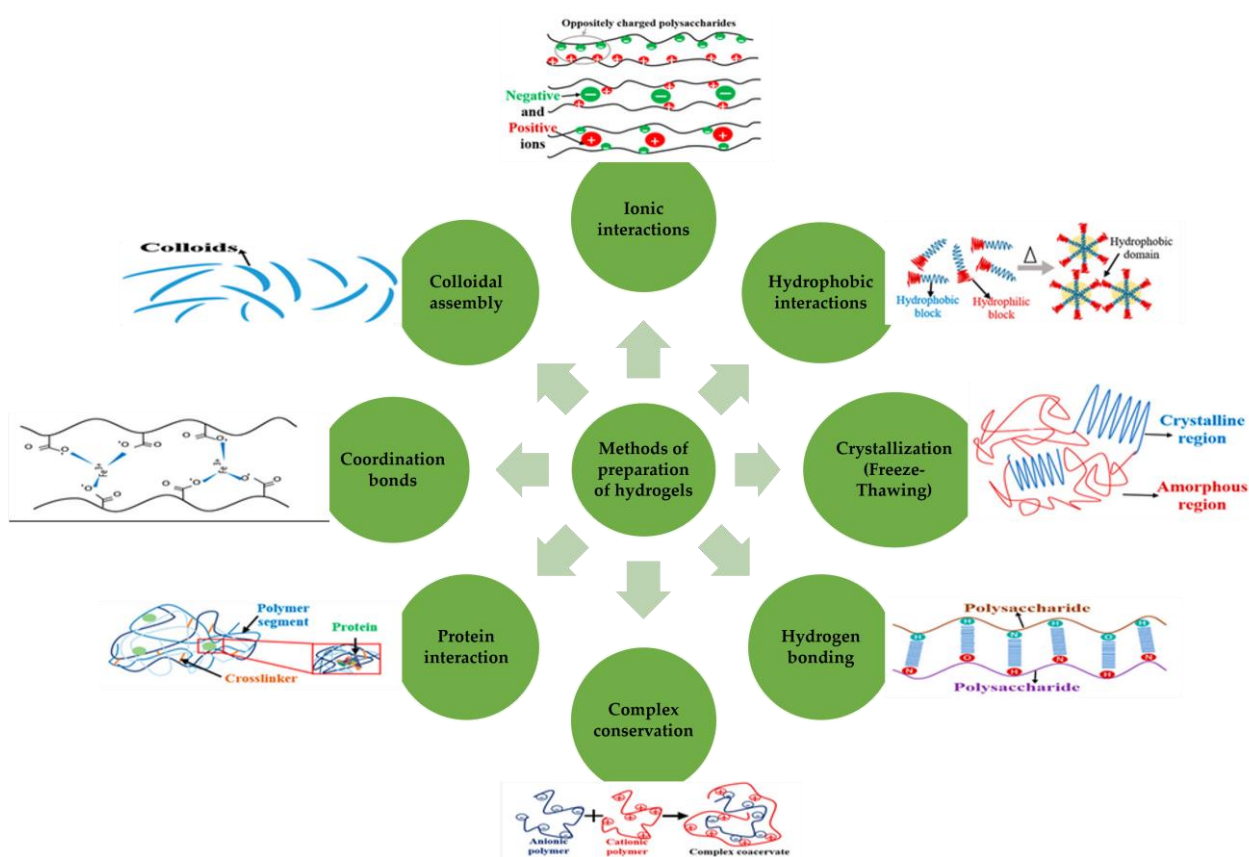 Oppositely charged polysaccharides
Negative
and
Positive
ions
Ionic
interactions
Colloids
Colloidal
assembly
Hydrophobic
interactions
Δ
Hydrophobic
domain
Hydrophobic
block
Hydrophilic
block
Coordination
bonds
Methods of
preparation
of hydrogels
Crystallization
(Freeze-
Thawing)
Crystalline
region
Amorphous
region
Polymer
segment
Protein
Crosslinker
Protein
interaction
Hydrogen
bonding
Polysaccharide
H O N H O H
N O H N H N
Polysaccharide
Complex
conservation
Anionic
polymer
+
Cationic
polymer
Complex coacervate